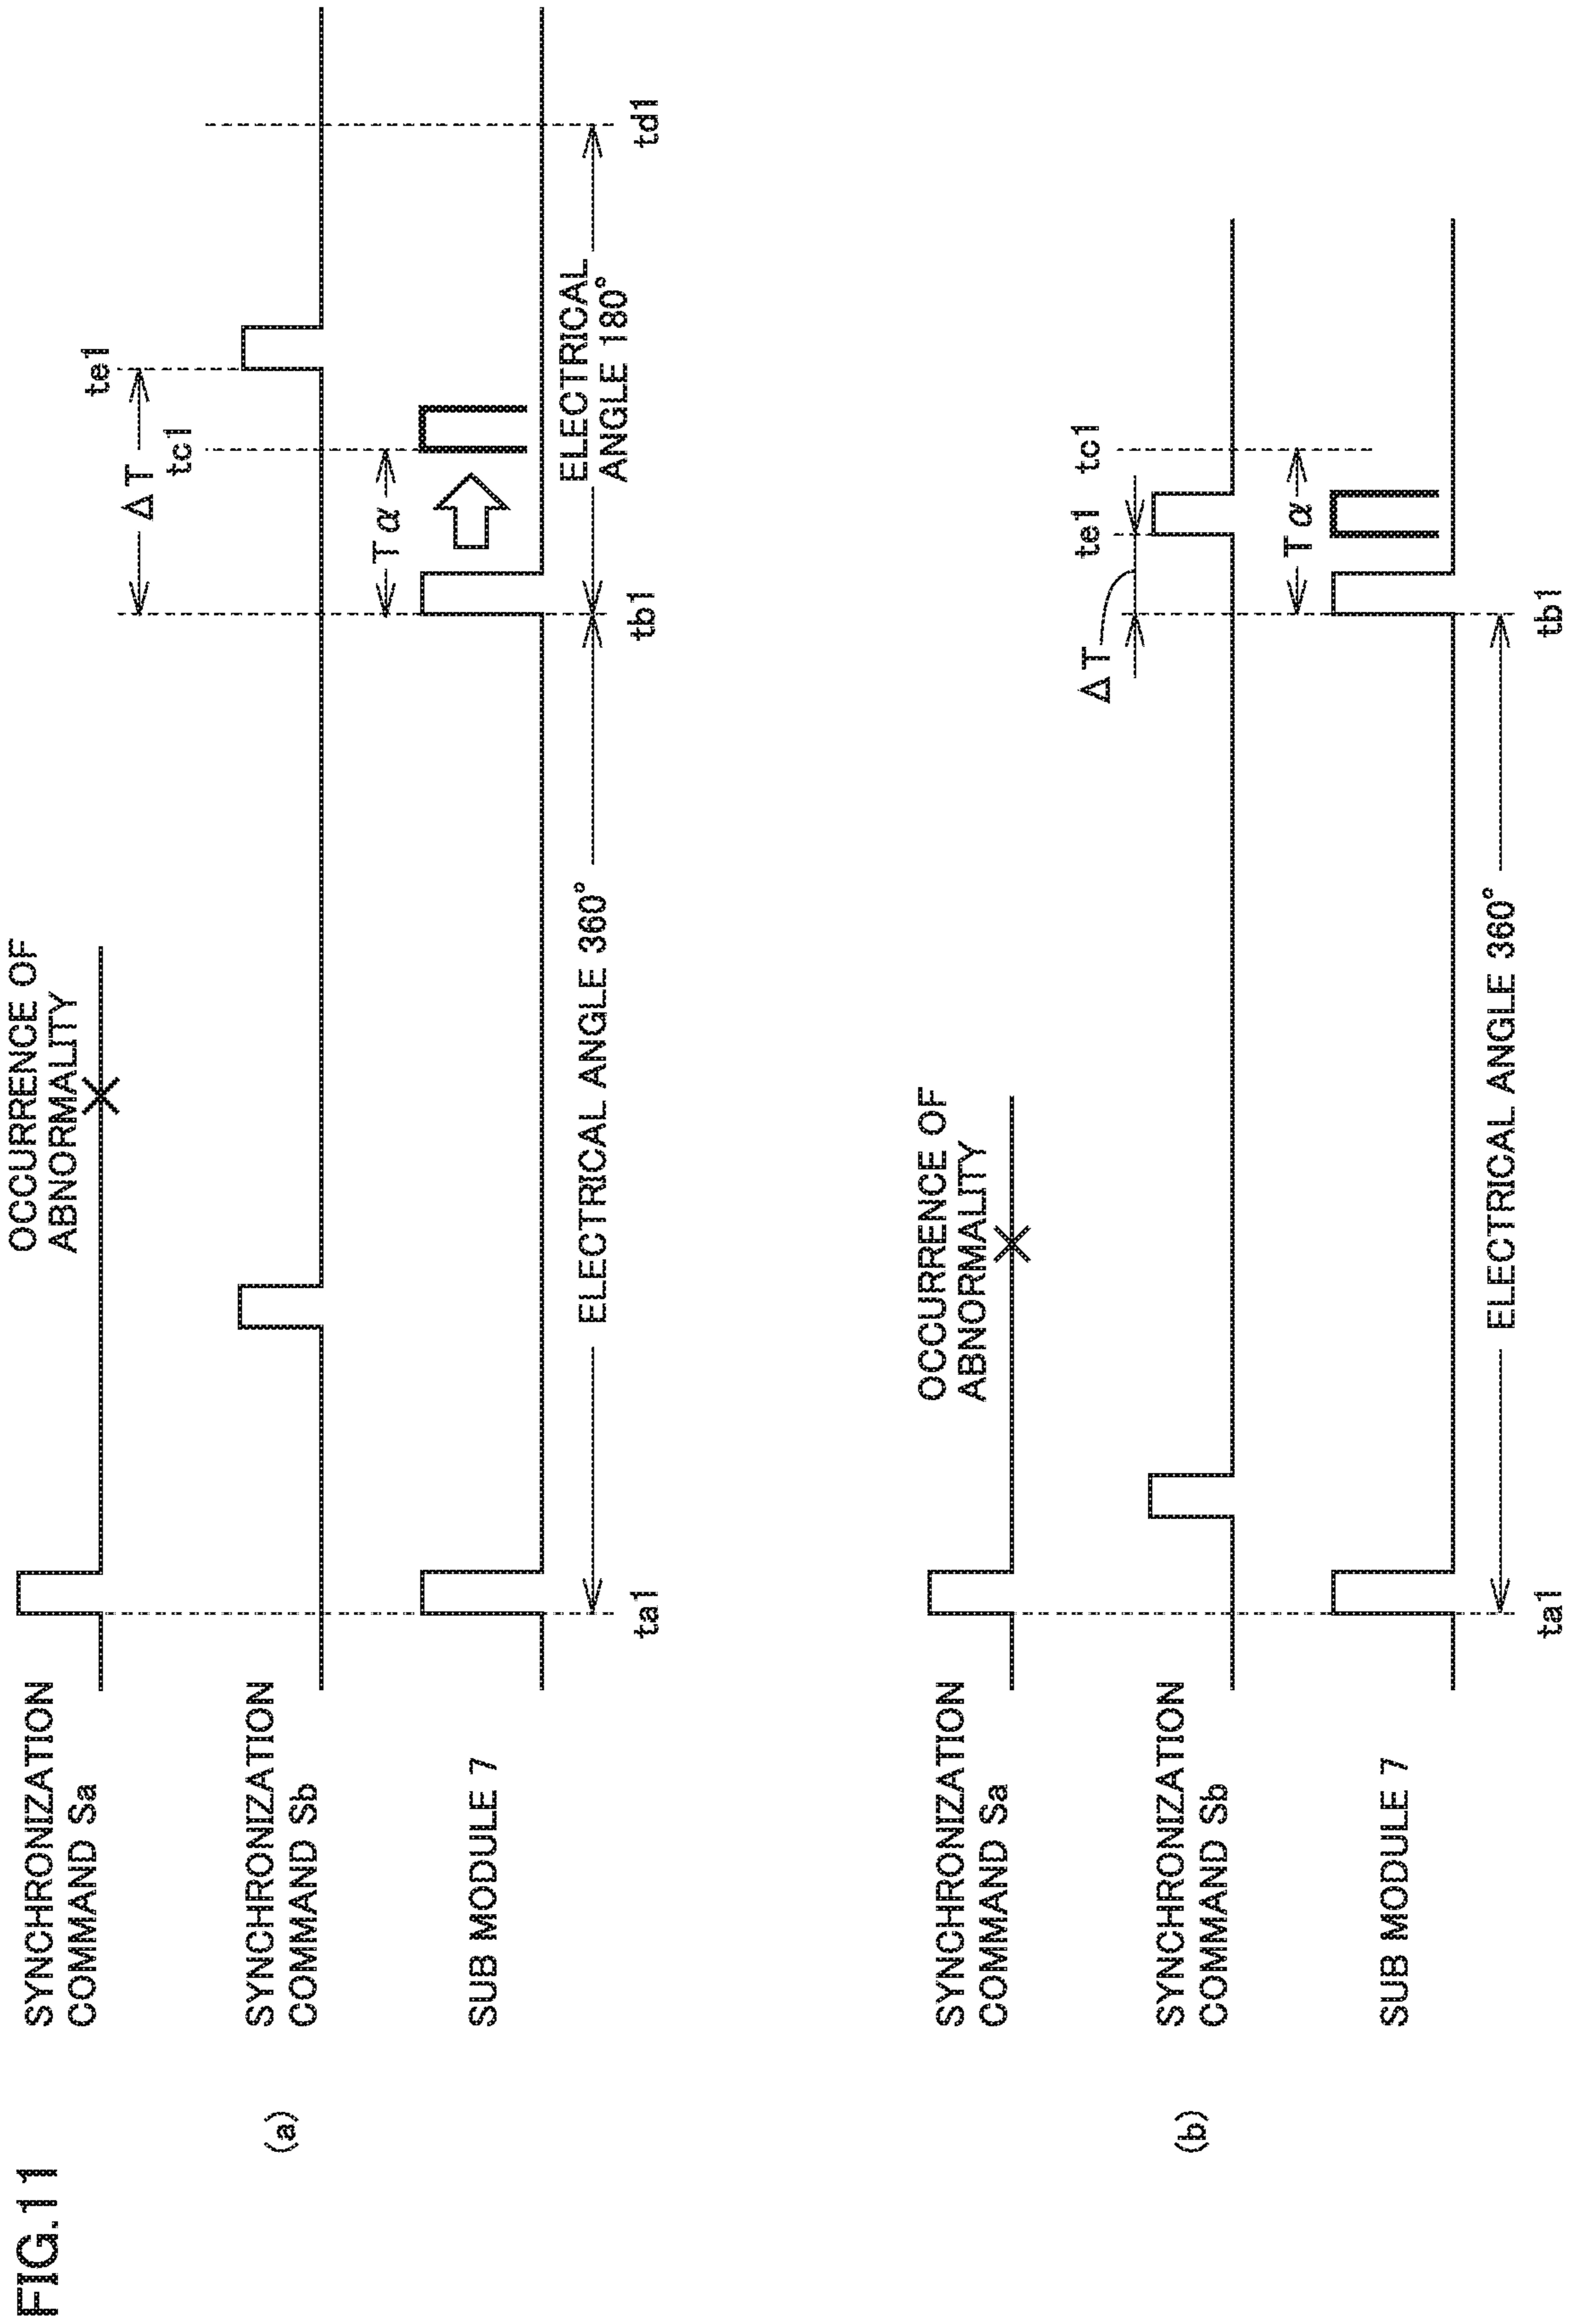 FIG.11
(a)
SYNCHRONIZATION
COMMAND Sa
OCCURRENCE OF
ABNORMALITY
SYNCHRONIZATION
COMMAND Sb
ΔT
te1
tc1
SUB MODULE 7
Tα
ELECTRICAL ANGLE 360°
ELECTRICAL
ANGLE 180°
ta1
tb1
td1
(b)
SYNCHRONIZATION
COMMAND Sa
OCCURRENCE OF
ABNORMALITY
SYNCHRONIZATION
COMMAND Sb
ΔT
te1
tc1
SUB MODULE 7
Tα
ELECTRICAL ANGLE 360°
ta1
tb1